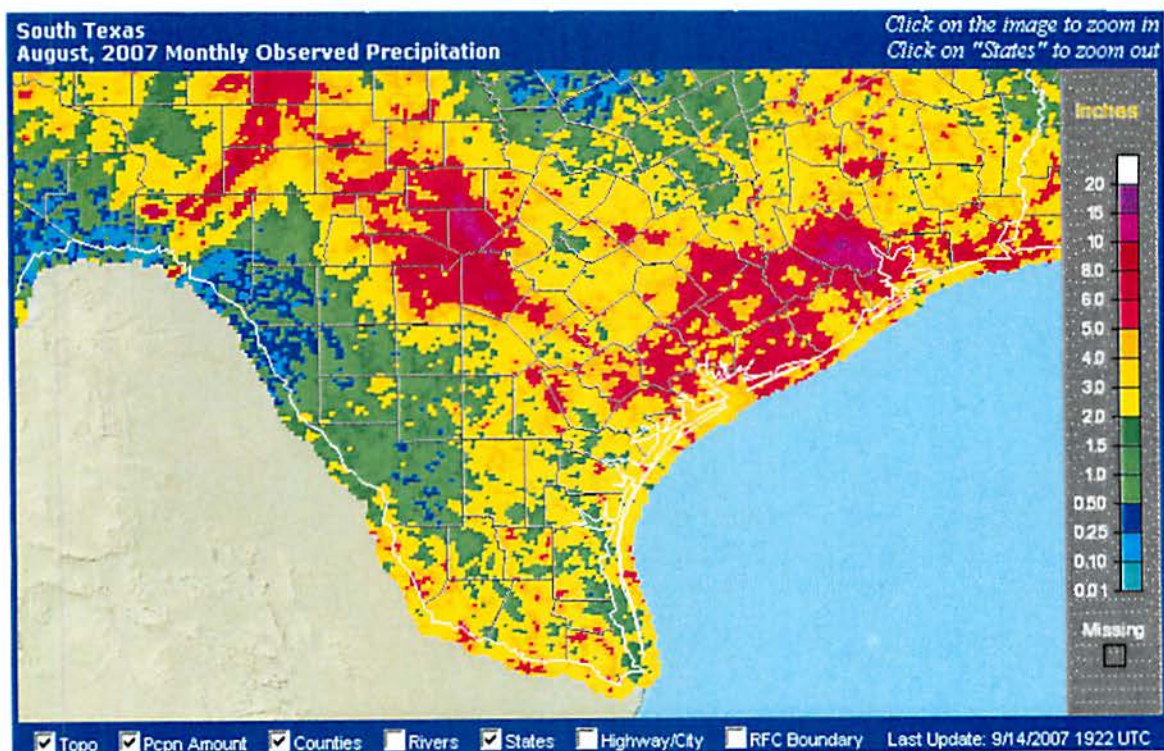 South Texas
August, 2007 Monthly Observed Precipitation
Click on the image to zoom in
Click on "States" to zoom out
Inches
20
15
10
8.0
6.0
5.0
4.0
3.0
2.0
1.5
1.0
0.50
0.25
0.10
0.01
Missing
Topo Pcpn Amount Counties Rivers States Highway/City RFC Boundary Last Update: 9/14/2007 1922 UTC